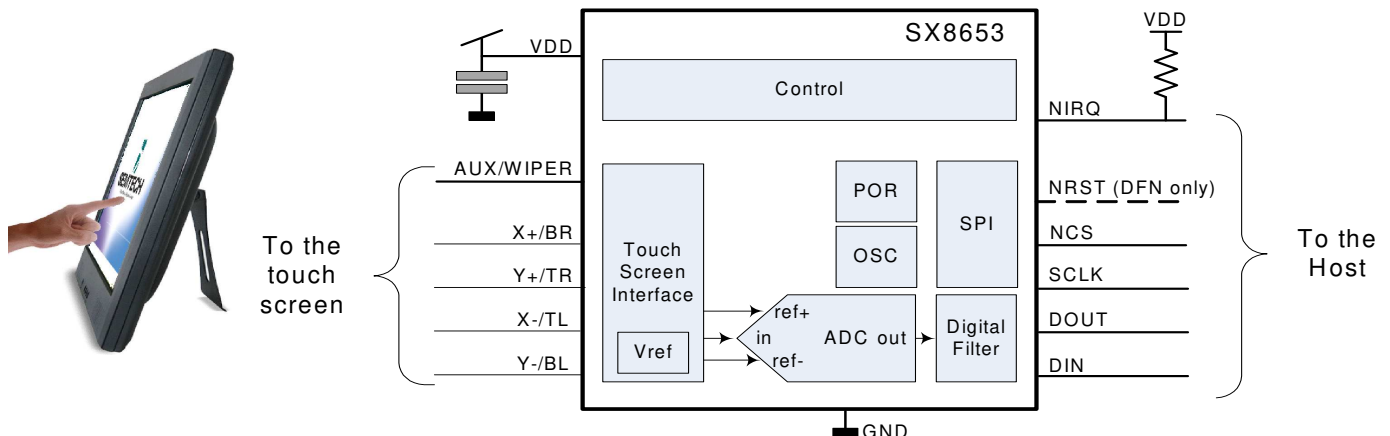 SX8653
VDD
VDD
Control
NIRQ
AUX/WIPER
POR
SPI
NRST (DFN only)
X+/BR
NCS
To the
touch
screen
Touch
Screen
Interface
OSC
To the
Host
Y+/TR
SCLK
ref+
X-/TL
in
ADC out
Digital
Filter
DOUT
Vref
ref-
Y-/BL
DIN
GND
SEMTECH